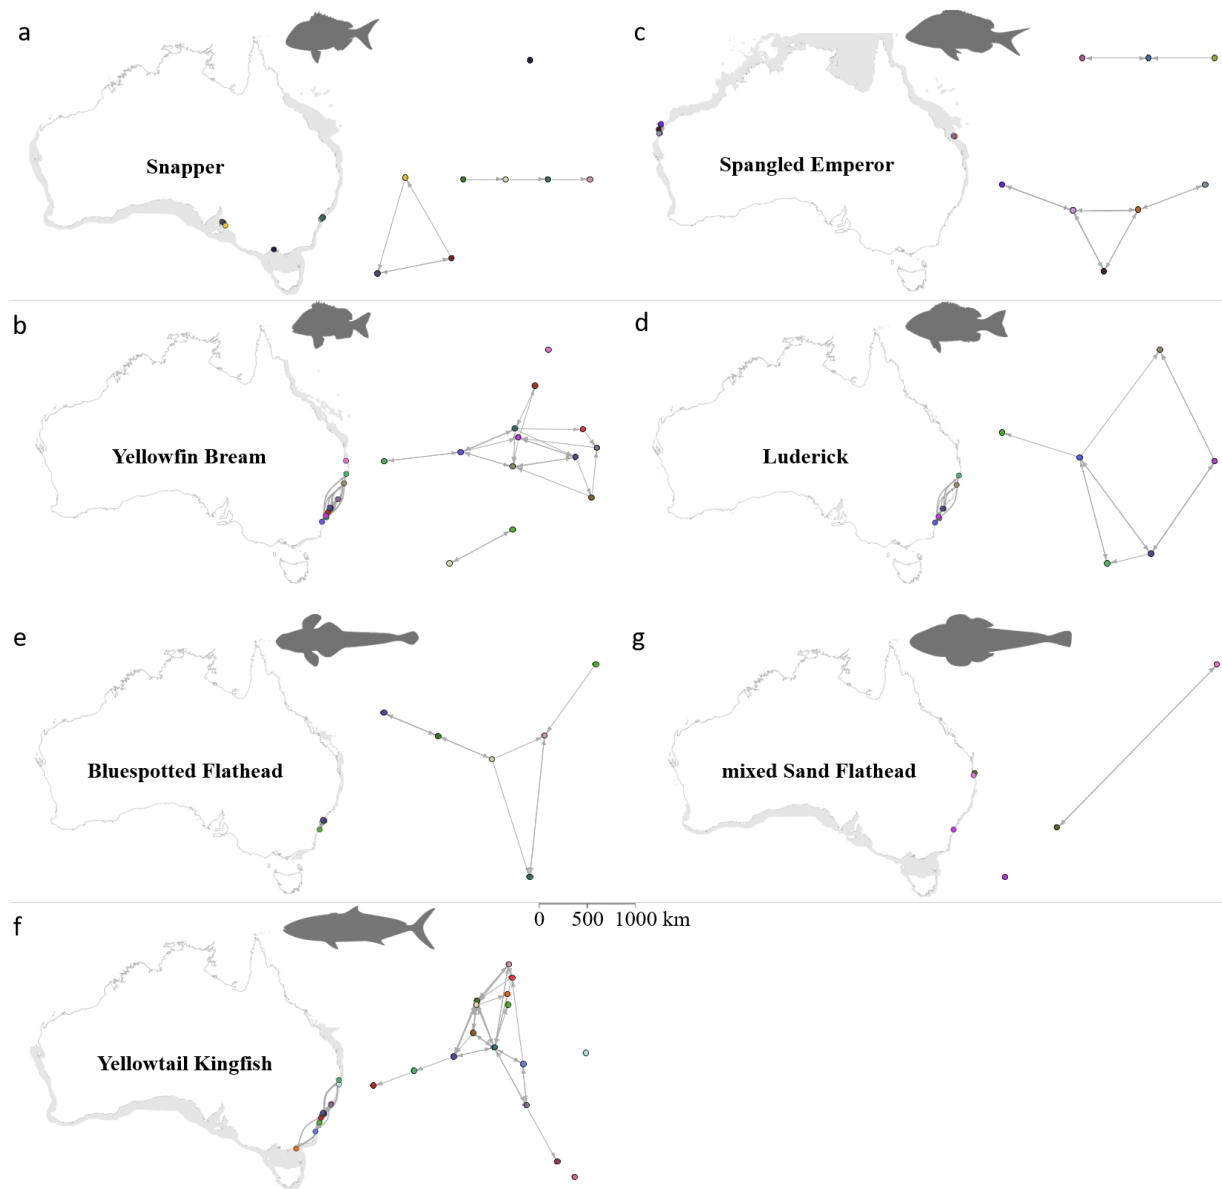 a
Snapper
c
Spangled Emperor
b
Yellowfin Bream
d
Luderick
e
Bluespotted Flathead
g
mixed Sand Flathead
f
0 500 1000 km
Yellowtail Kingfish